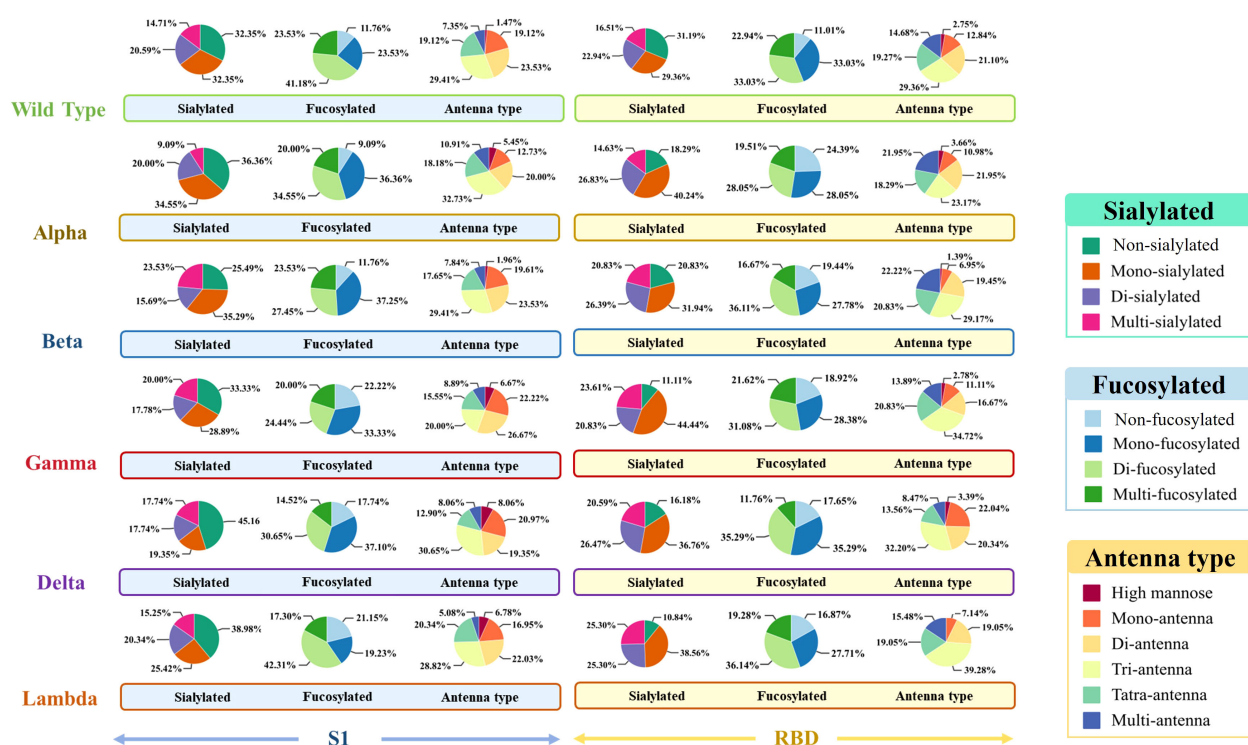 14.71% 32.35% 23.53% 11.76% 7.35% 1.47% 16.51% 31.19% 22.94% 11.01% 14.68% 2.75%
19.12% 19.12% 19.27% 12.84%
20.59% 32.35% 41.18% 23.53% 29.41% 23.53% 22.94% 29.36% 33.03% 33.03% 29.36% 21.10%
Wild Type Sialylated Fucosylated Antenna type Sialylated Fucosylated Antenna type
9.09% 36.36% 20.00% 9.09% 10.91% 5.45% 14.63% 18.29% 19.51% 24.39% 21.95% 3.66%
18.18% 12.73% 18.29% 10.98%
20.00% 34.55% 34.55% 36.36% 32.73% 20.00% 26.83% 40.24% 28.05% 28.05% 23.17% 21.95%
Alpha Sialylated Fucosylated Antenna type Sialylated Fucosylated Antenna type
23.53% 25.49% 23.53% 11.76% 7.84% 1.96% 20.83% 20.83% 16.67% 19.44% 22.22% 1.39%
17.65% 19.61% 20.83% 6.95%
15.69% 35.29% 27.45% 37.25% 29.41% 23.53% 26.39% 31.94% 36.11% 27.78% 29.17% 19.45%
Beta Sialylated Fucosylated Antenna type Sialylated Fucosylated Antenna type
20.00% 33.33% 20.00% 22.22% 8.89% 6.67% 23.61% 11.11% 21.62% 18.92% 13.89% 2.78%
15.55% 22.22% 20.83% 11.11%
17.78% 28.89% 24.44% 33.33% 20.00% 26.67% 20.83% 44.44% 31.08% 28.38% 34.72% 16.67%
Gamma Sialylated Fucosylated Antenna type Sialylated Fucosylated Antenna type
17.74% 45.16 14.52% 17.74% 8.06% 8.06% 20.59% 16.18% 11.76% 17.65% 8.47% 3.39%
12.90% 20.97% 13.56% 22.04%
17.74% 19.35% 30.65% 37.10% 30.65% 19.35% 26.47% 36.76% 35.29% 35.29% 32.20% 20.34%
Delta Sialylated Fucosylated Antenna type Sialylated Fucosylated Antenna type
15.25% 38.98% 17.30% 21.15% 5.08% 6.78% 25.30% 10.84% 19.28% 16.87% 15.48% 7.14%
20.34% 16.95% 19.05% 19.05%
20.34% 25.42% 42.31% 19.23% 28.82% 22.03% 25.30% 38.56% 36.14% 27.71% 39.28%
Lambda Sialylated Fucosylated Antenna type Sialylated Fucosylated Antenna type
S1 RBD
Sialylated
Non-sialylated
Mono-sialylated
Di-sialylated
Multi-sialylated
Fucosylated
Non-fucosylated
Mono-fucosylated
Di-fucosylated
Multi-fucosylated
Antenna type
High mannose
Mono-antenna
Di-antenna
Tri-antenna
Tatra-antenna
Multi-antenna